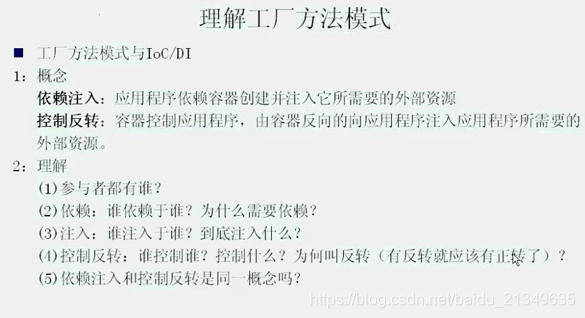 理解工厂方法模式
工厂方法模式与IoC/DI
1：概念
依赖注入：应用程序依赖容器创建并注入它所需要的外部资源
控制反转：容器控制应用程序，由容器反向的向应用程序注入应用程序所需要的
外部资源。
2：理解
(1)参与者都有谁？
(2)依赖：谁依赖于谁？为什么需要依赖？
(3)注入：谁注入于谁？到底注入什么？
(4)控制反转：谁控制谁？控制什么？为何叫反转（有反转就应该有正转了）？
(5)依赖注入和控制反转是同一概念吗？
https://blog.csdn.net/baidu_21349635